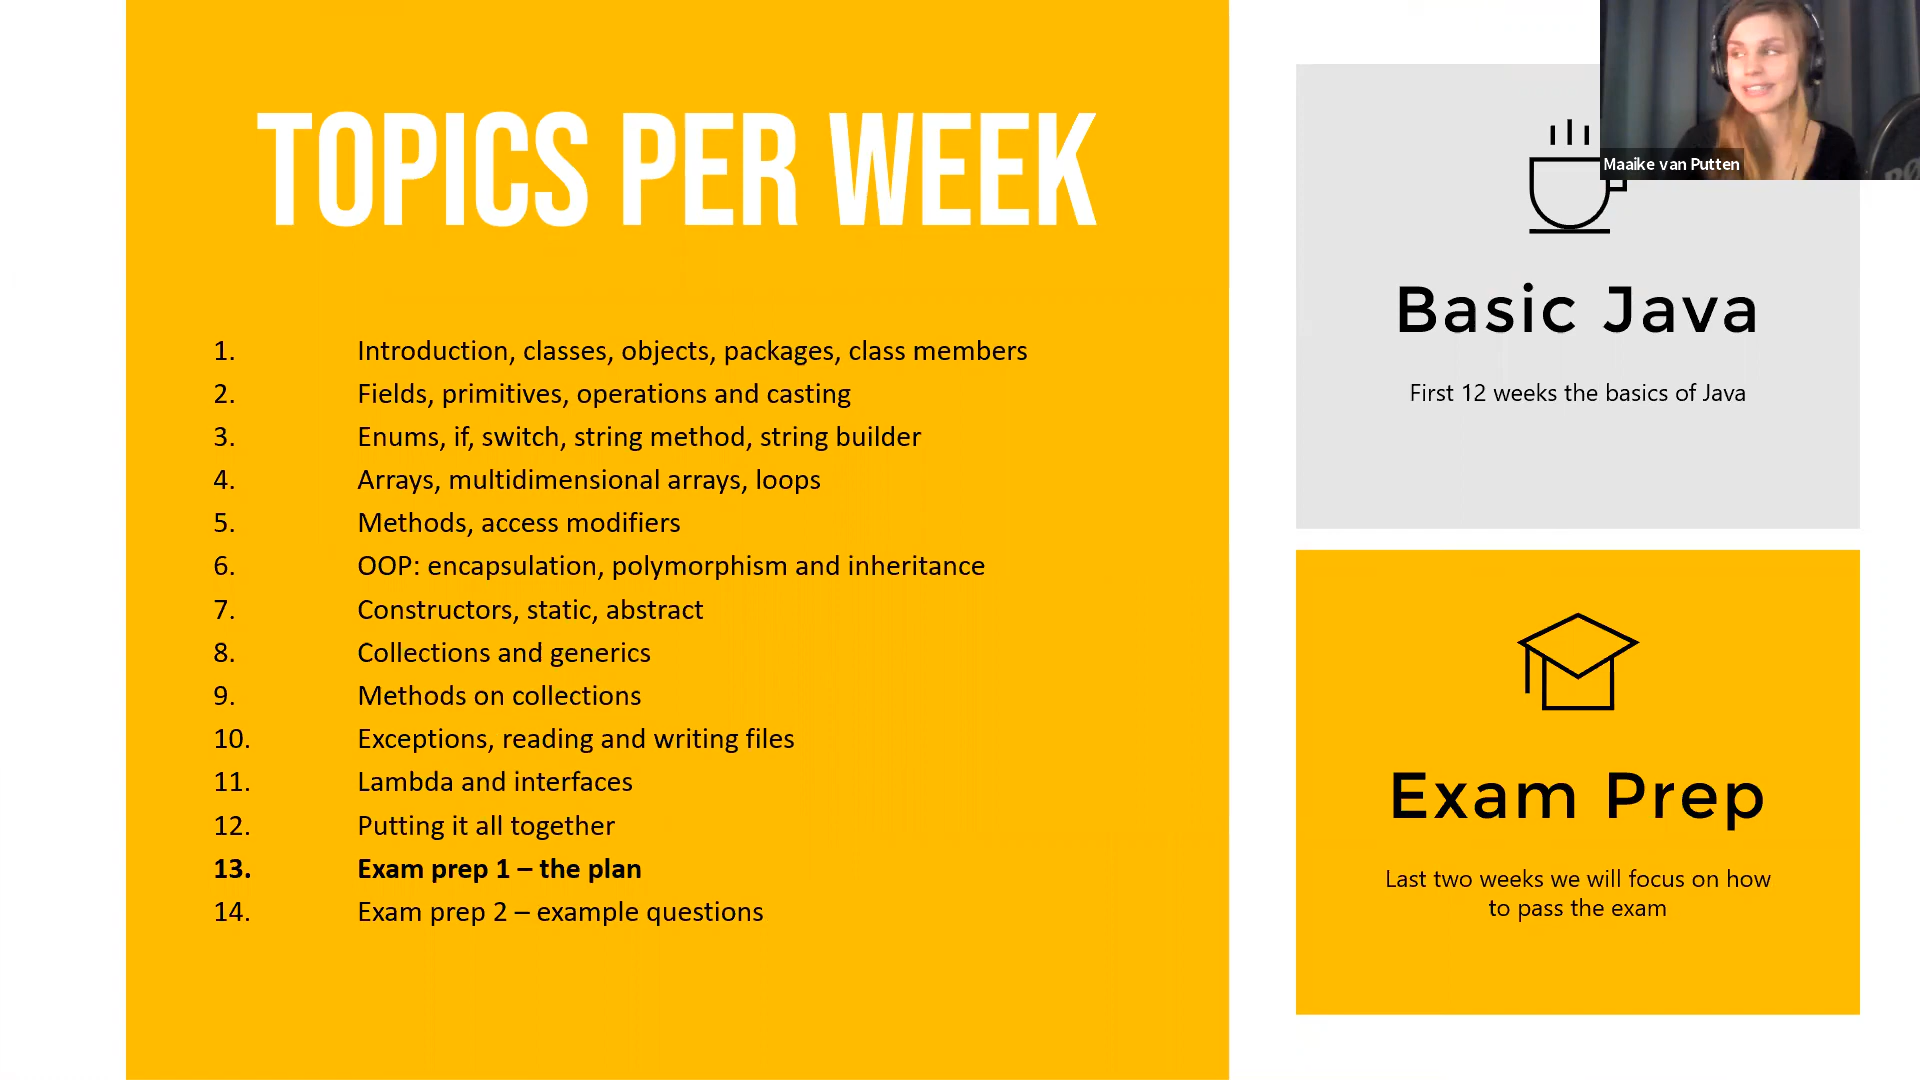 TOPICS PER WEEK
1. Introduction, classes, objects, packages, class members
2. Fields, primitives, operations and casting
3. Enums, if, switch, string method, string builder
4. Arrays, multidimensional arrays, loops
5. Methods, access modifiers
6. OOP: encapsulation, polymorphism and inheritance
7. Constructors, static, abstract
8. Collections and generics
9. Methods on collections
10. Exceptions, reading and writing files
11. Lambda and interfaces
12. Putting it all together
13. Exam prep 1 – the plan
14. Exam prep 2 – example questions
Maaike van Putten
Basic Java
First 12 weeks the basics of Java
Exam Prep
Last two weeks we will focus on how
to pass the exam